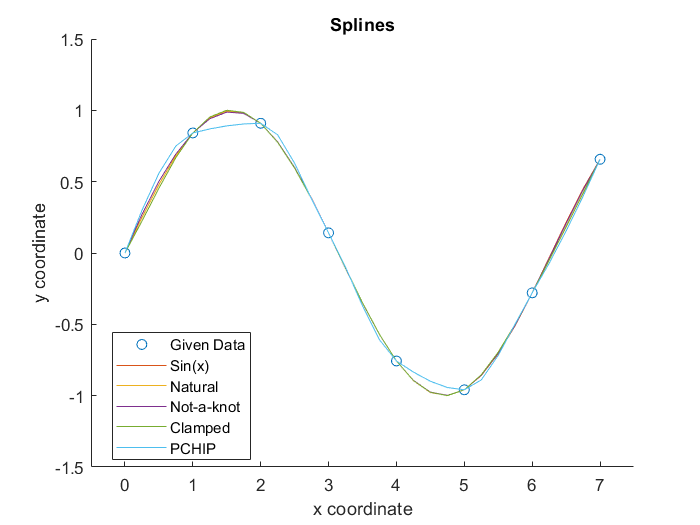 Splines
1.5
1
0.5
0
-0.5
-1
-1.5
y coordinate
Given Data
Sin(x)
Natural
Not-a-knot
Clamped
PCHIP
0 1 2 3 4 5 6 7
x coordinate